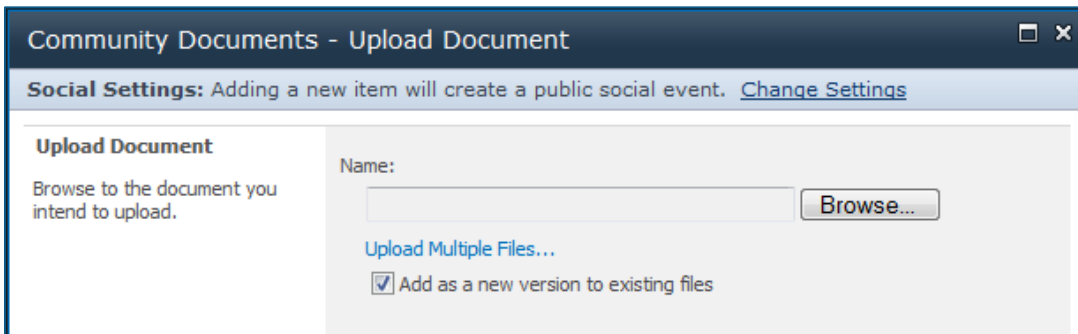 Community Documents - Upload Document
Social Settings: Adding a new item will create a public social event. Change Settings
Upload Document
Browse to the document you
intend to upload.
Name:
Browse...
Upload Multiple Files...
Add as a new version to existing files